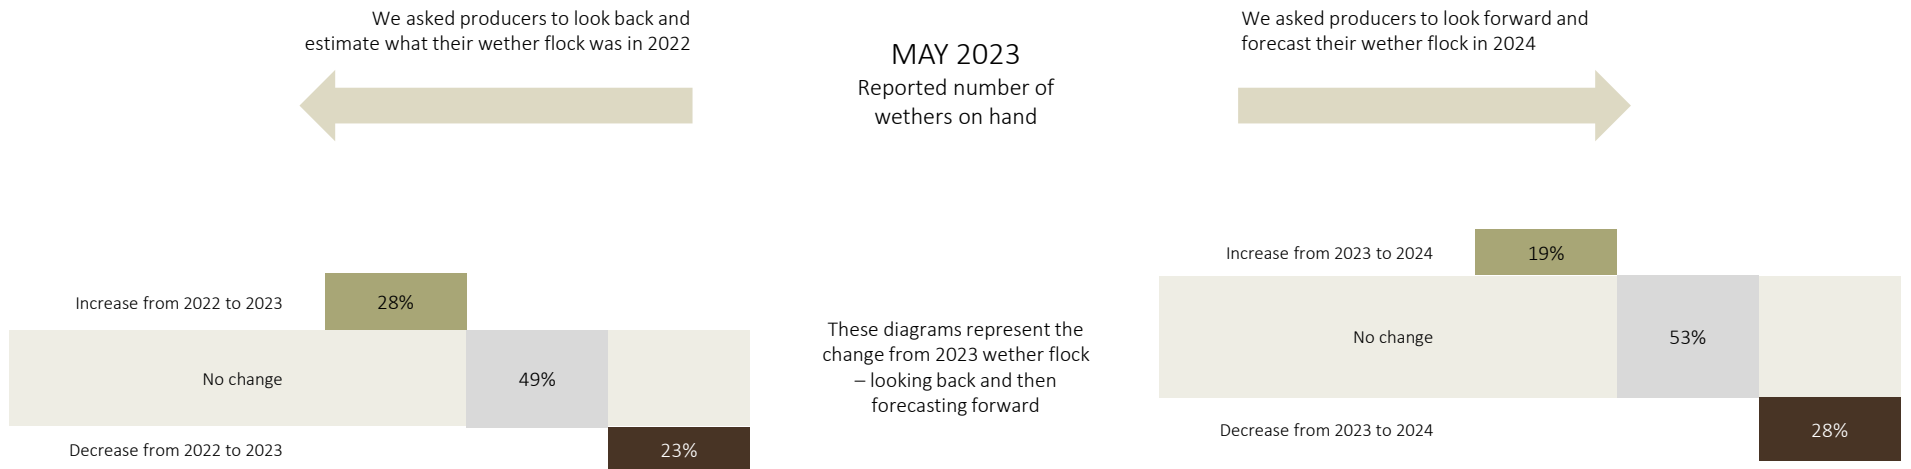 We asked producers to look back and
estimate what their wether flock was in 2022
MAY 2023
Reported number of
wethers on hand
We asked producers to look forward and
forecast their wether flock in 2024
Increase from 2022 to 2023
28%
No change
49%
Decrease from 2022 to 2023
23%
These diagrams represent the
change from 2023 wether flock
– looking back and then
forecasting forward
Increase from 2023 to 2024
19%
No change
53%
Decrease from 2023 to 2024
28%